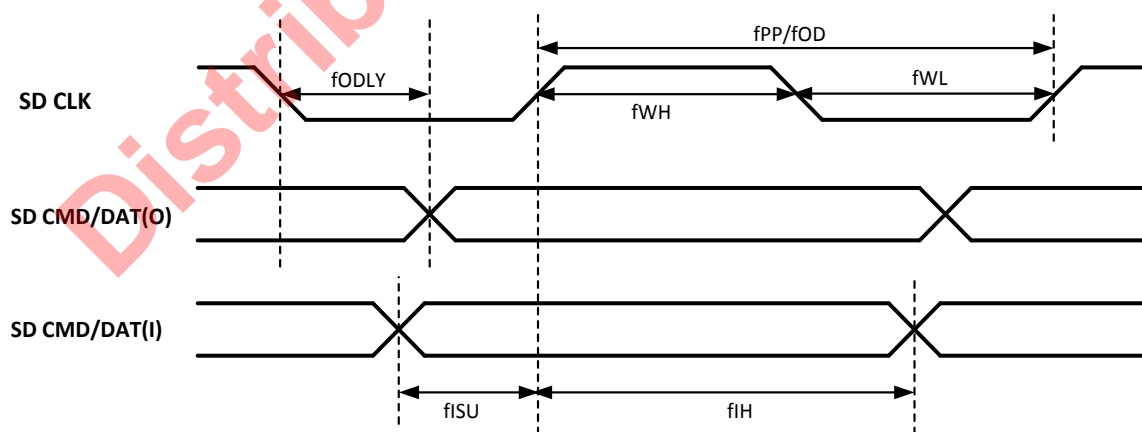 fPP/fOD
fODLY
fWL
SD CLK
fWH
SD CMD/DAT(O)
SD CMD/DAT(I)
fISU
fIH
Distrib